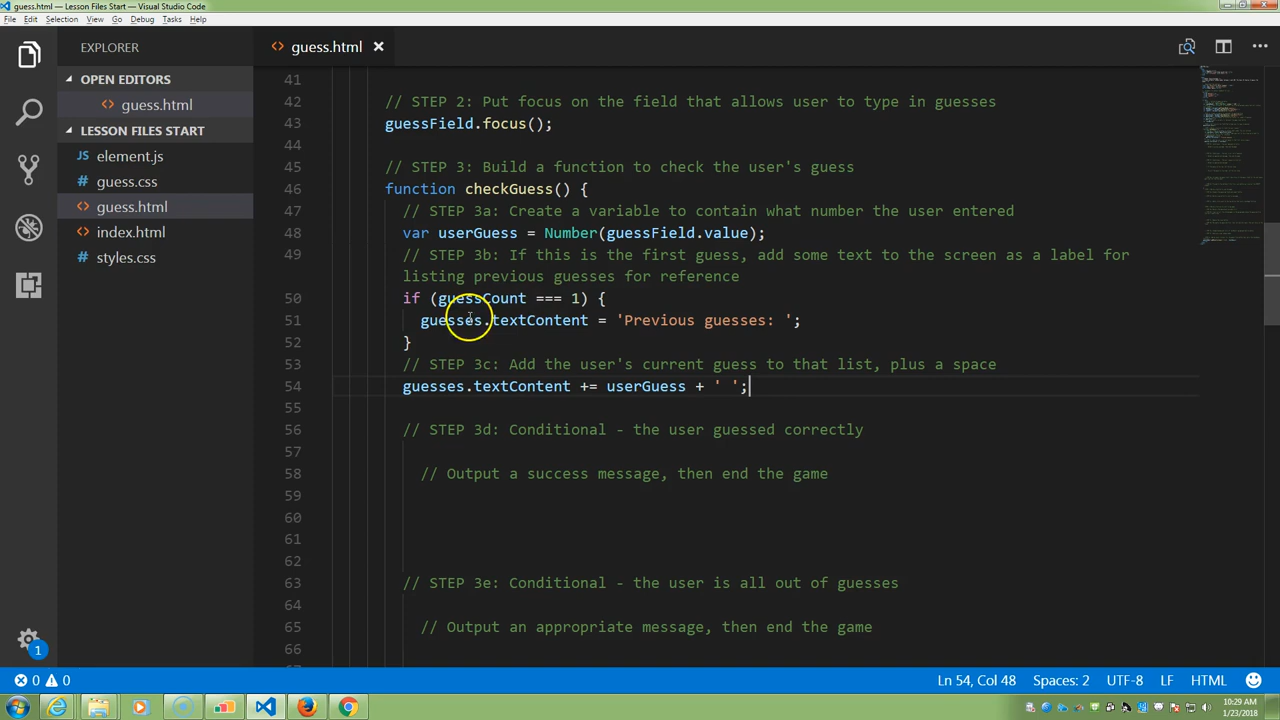 guess.html — Lesson Files Start — Visual Studio Code
File Edit Selection View Go Debug Tasks Help
EXPLORER
guess.html
OPEN EDITORS
guess.html
LESSON FILES START
JS element.js
# guess.css
guess.html
index.html
# styles.css
41
42 // STEP 2: Put focus on the field that allows user to type in guesses
43 guessField.focus();
44
45 // STEP 3: Build function to check the user's guess
46 function checkGuess() {
47 // STEP 3a: Create a variable to contain what number the user entered
48 var userGuess = Number(guessField.value);
49 // STEP 3b: If this is the first guess, add some text to the screen as a label for
listing previous guesses for reference
50 if (guessCount === 1) {
51 guesses.textContent = 'Previous guesses: ';
52 }
53 // STEP 3c: Add the user's current guess to that list, plus a space
54 guesses.textContent += userGuess + ' ';
55
56 // STEP 3d: Conditional - the user guessed correctly
57
58 // Output a success message, then end the game
59
60
61
62
63 // STEP 3e: Conditional - the user is all out of guesses
64
65 // Output an appropriate message, then end the game
66
1
0 0
Ln 54, Col 48 Spaces: 2 UTF-8 LF HTML
10:29 AM
1/23/2018